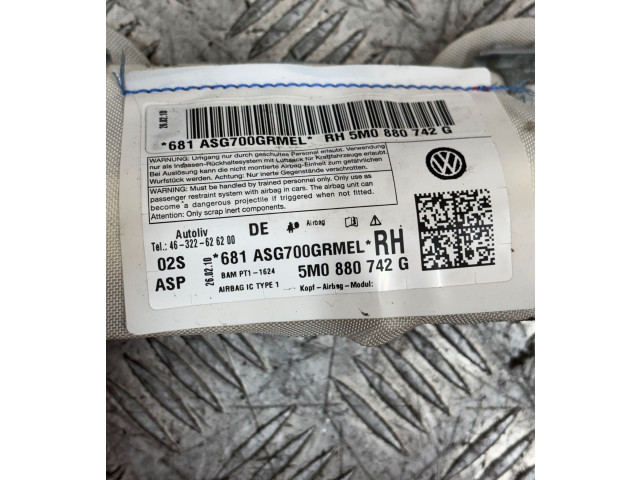 26.02.10
*681 ASG700GRMEL* RH 5M0 880 742 G
WARNUNG: Umgang nur durch geschultes Personal erlaubt. Verwendung nur
als Insassen-Rückhaltesystem mit Luftsack für Kraftfahrzeuge erlaubt.
Bei Auslösung kann die nicht montierte Airbag-Einheit zum gefährlichen
Wurfstück werden. Achtung: Nur inerte Gegenstände verschrotten.
WARNING: Must be handled by trained personnel only. Only use as
passenger restraint system with airbag in cars. The airbag unit can
become a dangerous projectile if triggered when not fitted.
Attention: Only scrap inert components.
Autoliv
Tel.: 46-322-62 62 00
DE
Airbag
02S
ASP
26.02.10
*681 ASG700GRMEL*RH
BAM PT1-1624
5M0 880 742 G
AIRBAG IC TYPE 1
Kopf-Airbag-Modul: